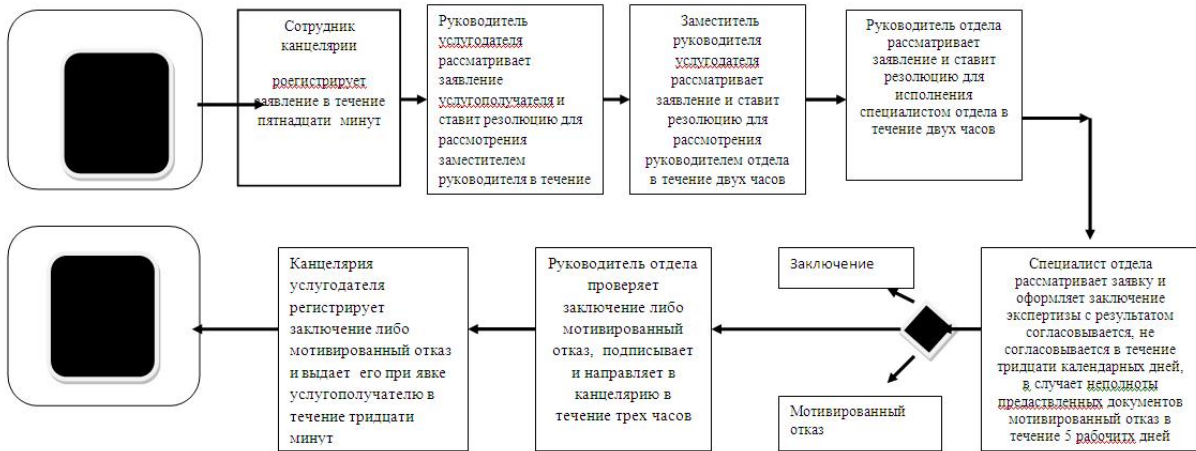 Сотрудник
канцелярии
роегистрирует
заявление в течение
пятнадцати минут
Руководитель
услугодателя
рассматривает
заявление
услугополучателя и
ставит резолюцию для
рассмотрения
заместителем
руководителя в течение
Заместитель
руководителя
услугодателя
рассматривает
заявление и ставит
резолюцию для
рассмотрения
руководителем отдела
в течение двух часов
Руководитель отдела
рассматривает
заявление и ставит
резолюцию для
исполнения
специалистом отдела в
течение двух часов
Специалист отдела
рассматривает заявку и
оформляет заключение
экспертизы с результатом
согласовывается, не
согласовывается в течение
тридцати календарных дней,
в случает неполноты
предаствленных документов
мотивированный отказ в
течение 5 рабочитх дней
Заключение
Мотивированный
отказ
Руководитель отдела
проверяет
заключение либо
мотивированный
отказ, подписывает
и направляет в
канцелярию в
течение трех часов
Канцелярия
услугодателя
регистрирует
заключение либо
мотивированный отказ
и выдает его при явке
услугополучателю в
течение тридцати
минут